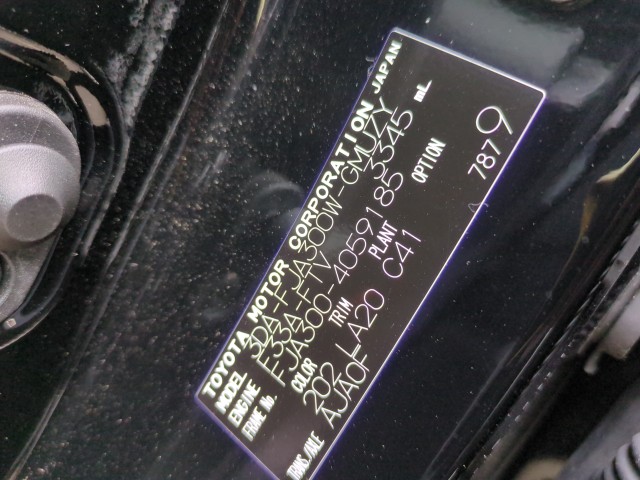 TOYOTA MOTOR CORPORATION JAPAN
MODEL 3DA-FJA300W-GMUZY
ENGINE F33A-FTV 3345 mL
FRAME No. FJA300-4059185
COLOR TRIM PLANT OPTION
202 LA20 C41 7879
TRANS/AXLE AJA0F